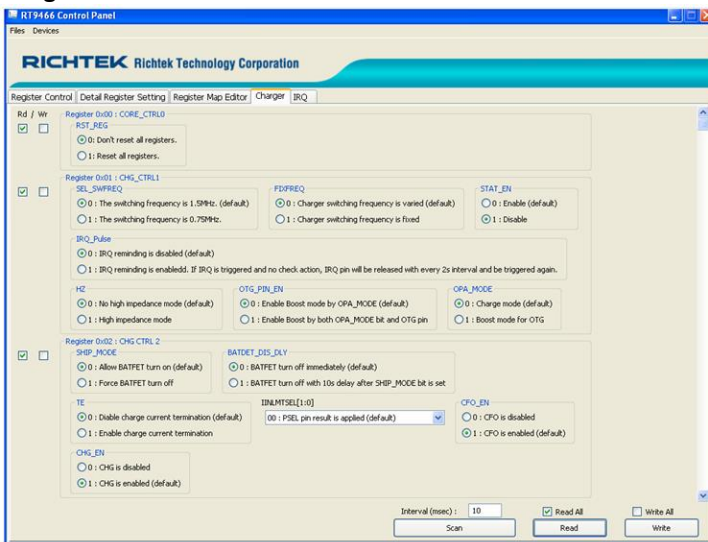 RT9466 Control Panel
Files Devices
RICHTEK Richtek Technology Corporation
Register Control Detail Register Setting Register Map Editor Charger IRQ
Rd / Wr
Register 0x00 : CORE_CTRL0
RST_REG
0: Don't reset all registers.
1: Reset all registers.
Register 0x01 : CHG_CTRL1
SEL_SWFREQ
0 : The switching frequency is 1.5MHz. (default)
1 : The switching frequency is 0.75MHz.
FIXFREQ
0 : Charger switching frequency is varied (default)
1 : Charger switching frequency is fixed
STAT_EN
0 : Enable (default)
1 : Disable
IRQ_Pulse
0 : IRQ reminding is disabled (default)
1 : IRQ reminding is enabledd. If IRQ is triggered and no check action, IRQ pin will be released with every 2s interval and be triggered again.
HZ
0 : No high impedance mode (default)
1 : High impedance mode
OTG_PIN_EN
0 : Enable Boost mode by OPA_MODE (default)
1 : Enable Boost by both OPA_MODE bit and OTG pin
OPA_MODE
0 : Charge mode (default)
1 : Boost mode for OTG
Register 0x02 : CHG CTRL 2
SHIP_MODE
0 : Allow BATFET turn on (default)
1 : Force BATFET turn off
BATDET_DIS_DLY
0 : BATFET turn off immediately (default)
1 : BATFET turn off with 10s delay after SHIP_MODE bit is set
TE
0 : Diable charge current termination (default)
1 : Enable charge current termination
IINLMTSEL[1:0]
00 : PSEL pin result is applied (default)
CFO_EN
0 : CFO is disabled
1 : CFO is enabled (default)
CHG_EN
0 : CHG is disabled
1 : CHG is enabled (default)
Interval (msec) : 10 Read All Write All
Scan Read Write